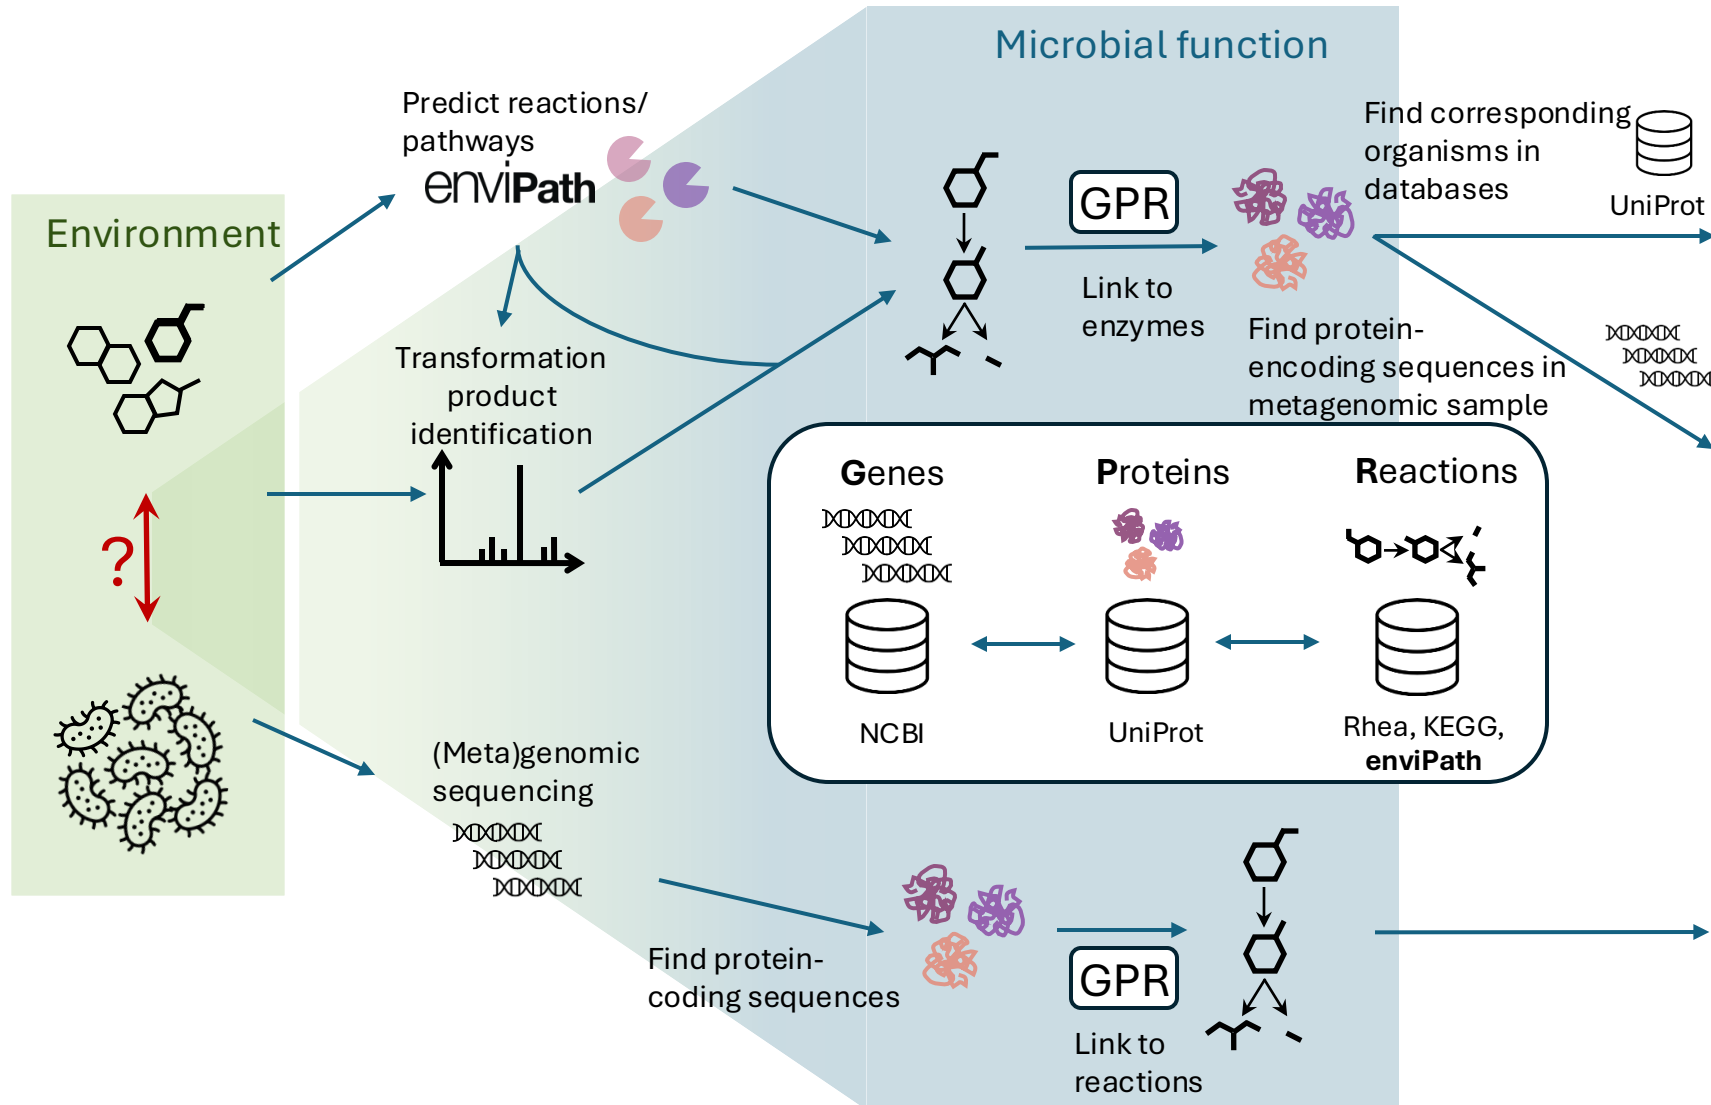 Microbial function
Predict reactions/
pathways
enviPath
Find corresponding
organisms in
databases
UniProt
Environment
GPR
Link to
enzymes
Find protein-
encoding sequences in
metagenomic sample
Transformation
product
identification
?
Genes
Proteins
Reactions
NCBI
UniProt
Rhea, KEGG,
enviPath
(Meta)genomic
sequencing
Find protein-
coding sequences
GPR
Link to
reactions